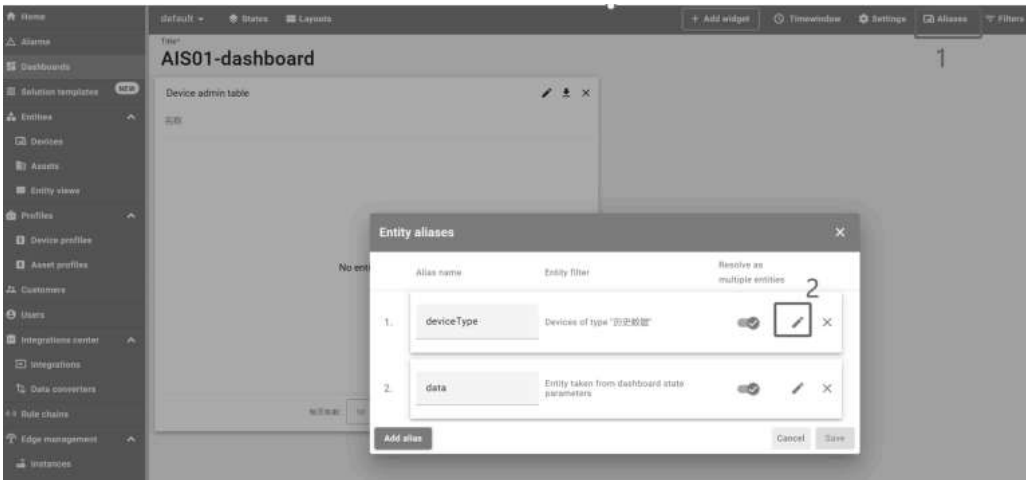 Home
default
States
Layouts
+ Add widget
Timewindow
Settings
Aliases
Filters
1
Alarms
Dashboards
Solution templates NEW
Entities
Devices
Assets
Entity views
Profiles
Device profiles
Asset profiles
Customers
Users
Integrations center
Integrations
Data converters
Rule chains
Edge management
Instances
Title*
AIS01-dashboard
Device admin table
名称
No enti
Entity aliases
Alias name
Entity filter
Resolve as
multiple entities
2
1.
deviceType
Devices of type "历史数据"
2.
data
Entity taken from dashboard state
parameters
Add alias
Cancel
Save